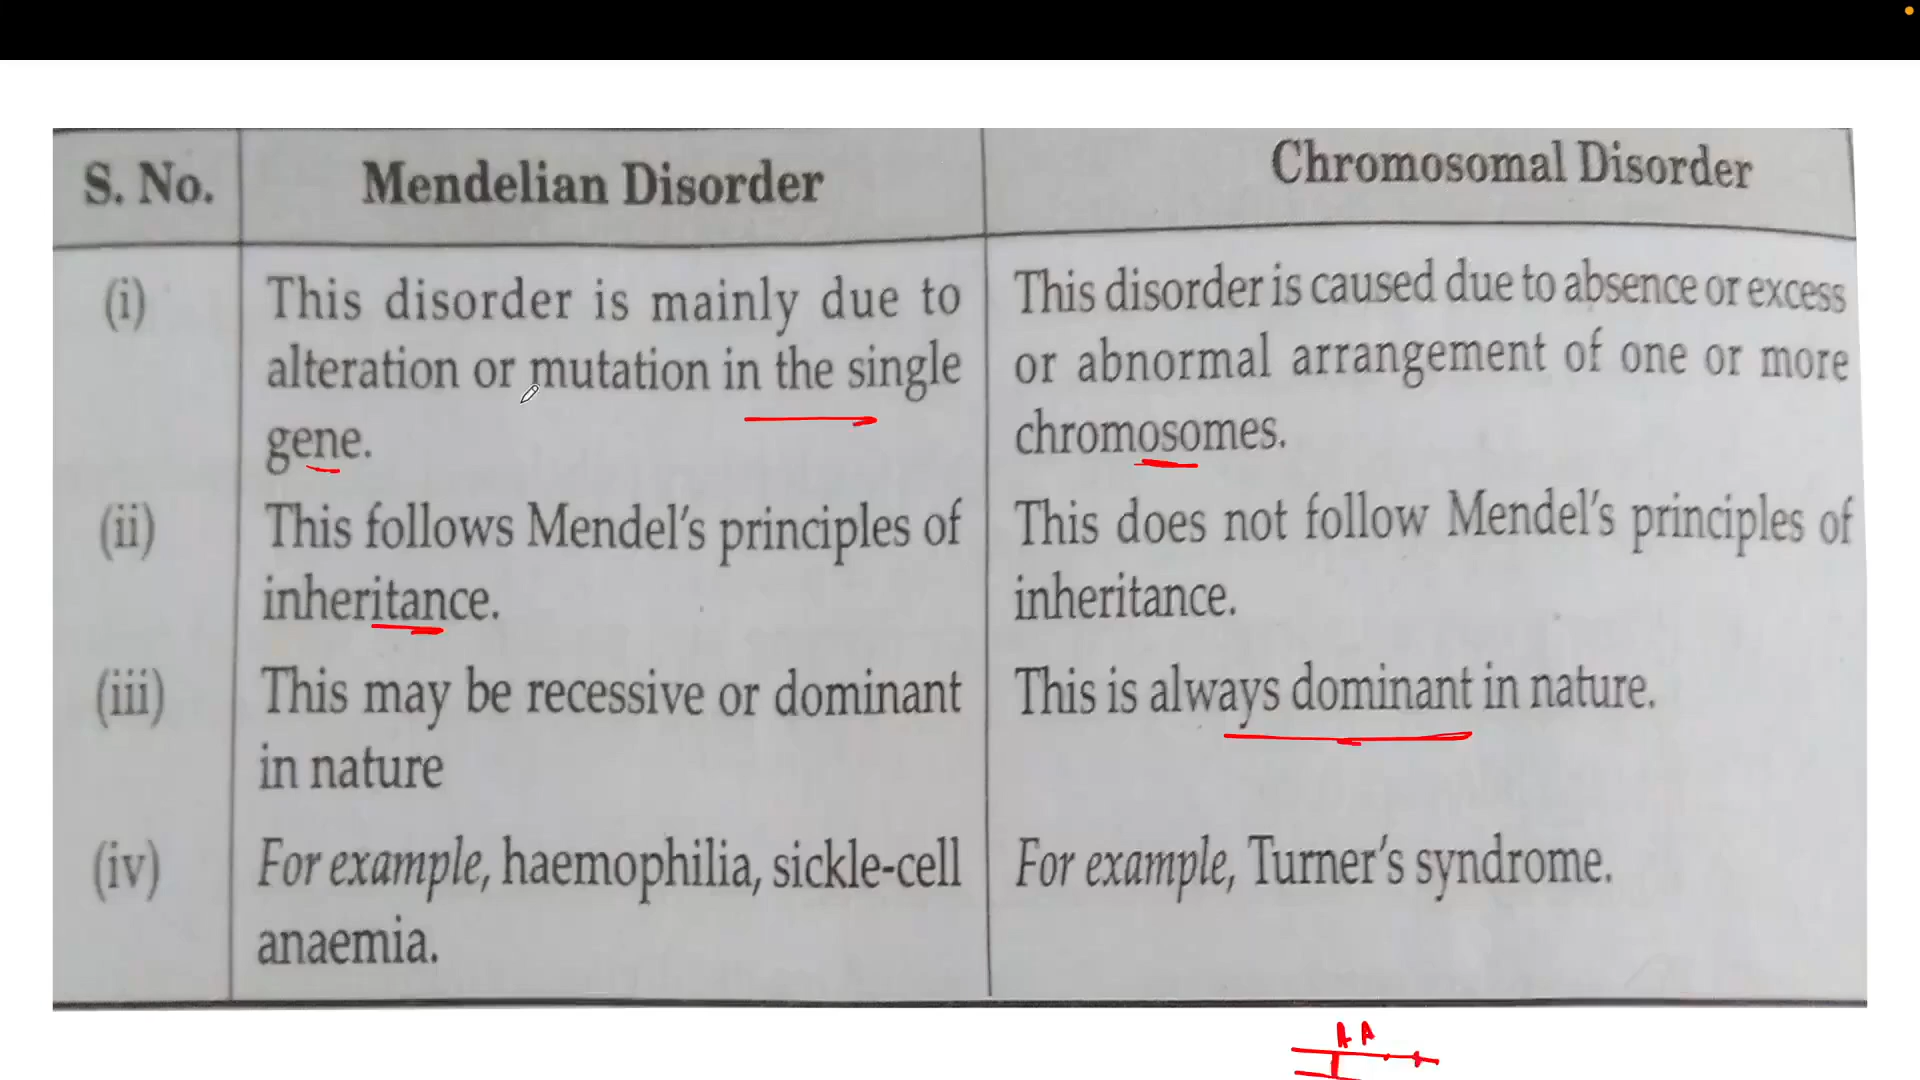 S. No. Mendelian Disorder Chromosomal Disorder
(i) This disorder is mainly due to
alteration or mutation in the single
gene.
This disorder is caused due to absence or excess
or abnormal arrangement of one or more
chromosomes.
(ii) This follows Mendel's principles of
inheritance.
This does not follow Mendel's principles of
inheritance.
(iii) This may be recessive or dominant
in nature
This is always dominant in nature.
(iv) For example, haemophilia, sickle-cell
anaemia.
For example, Turner's syndrome.